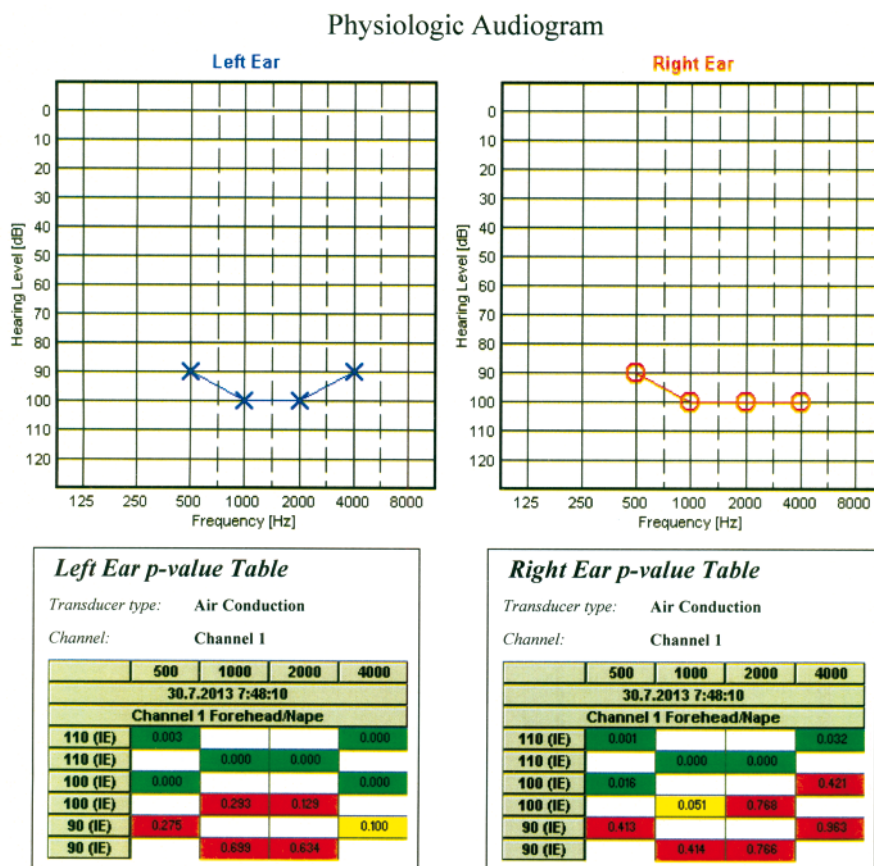 Physiologic Audiogram
Left Ear
0
10
20
30
40
50
60
70
80
90
100
110
120
Hearing Level [dB]
125 250 500 1000 2000 4000 8000
Frequency [Hz]
Right Ear
0
10
20
30
40
50
60
70
80
90
100
110
120
Hearing Level [dB]
125 250 500 1000 2000 4000 8000
Frequency [Hz]
Left Ear p-value Table
Transducer type: Air Conduction
Channel: Channel 1
500 1000 2000 4000
30.7.2013 7:48:10
Channel 1 Forehead/Nape
110 (IE) 0.003 0.000
110 (IE) 0.000 0.000
100 (IE) 0.000 0.000
100 (IE) 0.293 0.129
90 (IE) 0.275 0.100
90 (IE) 0.699 0.634
Right Ear p-value Table
Transducer type: Air Conduction
Channel: Channel 1
500 1000 2000 4000
30.7.2013 7:48:10
Channel 1 Forehead/Nape
110 (IE) 0.001 0.032
110 (IE) 0.000 0.000
100 (IE) 0.016 0.421
100 (IE) 0.051 0.768
90 (IE) 0.413 0.963
90 (IE) 0.414 0.766